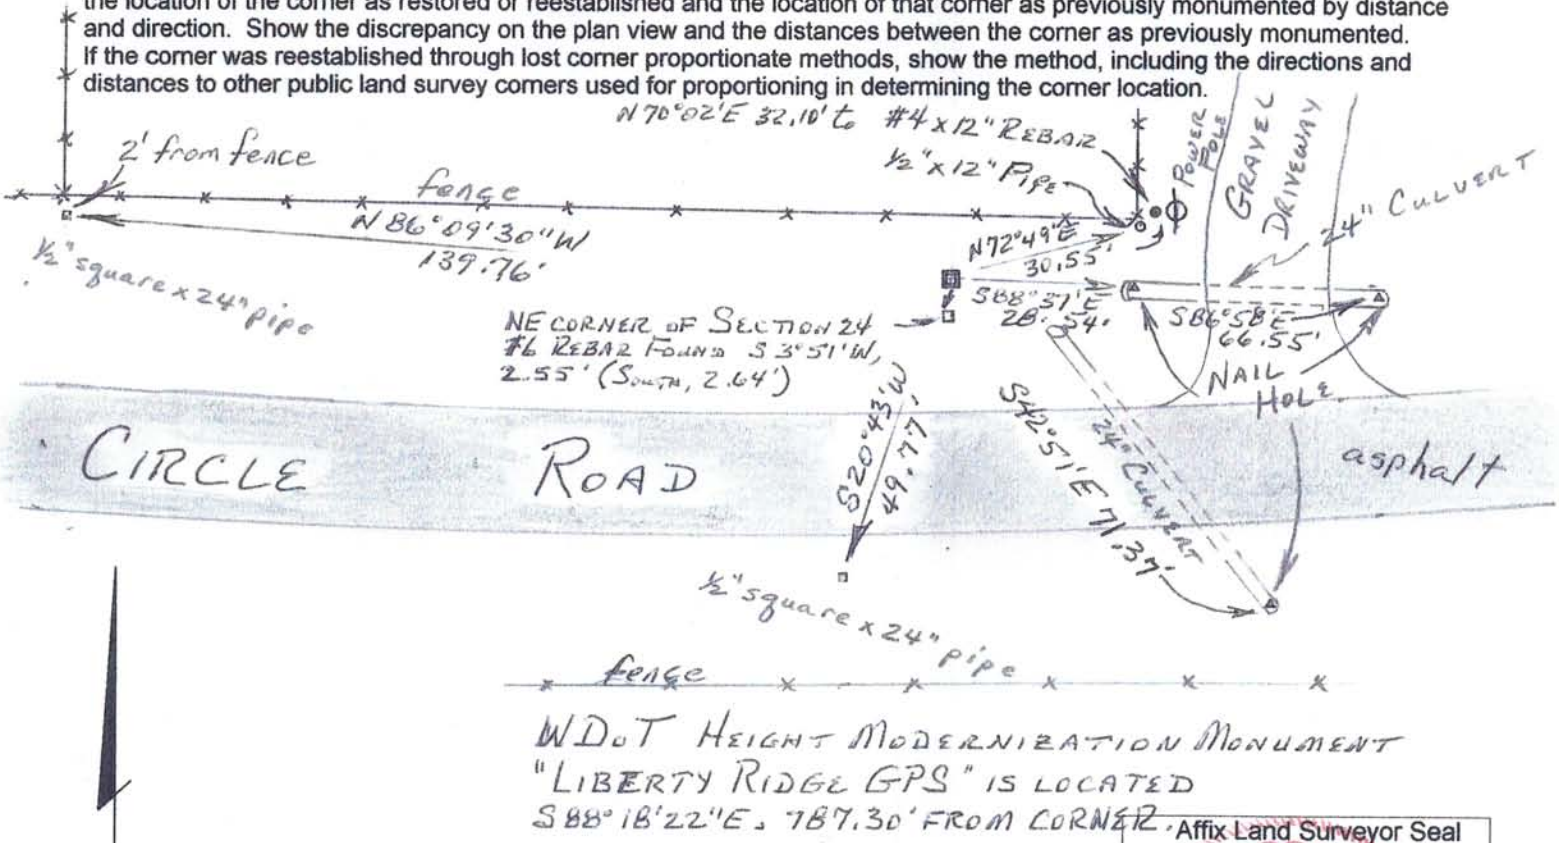 the location of the corner as restored or reestablished and the location of that corner as previously monumented by distance
and direction. Show the discrepancy on the plan view and the distances between the corner as previously monumented.
If the corner was reestablished through lost corner proportionate methods, show the method, including the directions and
distances to other public land survey corners used for proportioning in determining the corner location.
N 70°02'E 32.10' to #4 x 12" REBAR
1/2" x 12" PIPE
POWER
POLE
GRAVEL
DRIVEWAY
24" CULVERT
2' from fence
fence
N 86°09'30" W
139.76'
1/2" square x 24" pipe
N72°49'E
30.55'
S88°37'E
28.54'
S86°58'E
66.55'
NAIL
HOLE
NE CORNER OF SECTION 24
#6 REBAR FOUND S 3°51'W,
2.55' (SOUTH, 2.64')
S20°43'W,
49.77'
S42°51'E 71.37'
24" CULVERT
CIRCLE ROAD
asphalt
1/2" square x 24" pipe
fence
WDOT HEIGHT MODERNIZATION MONUMENT
"LIBERTY RIDGE GPS" IS LOCATED
S 88°18'22"E, 787.30' FROM CORNER.
Affix Land Surveyor Seal